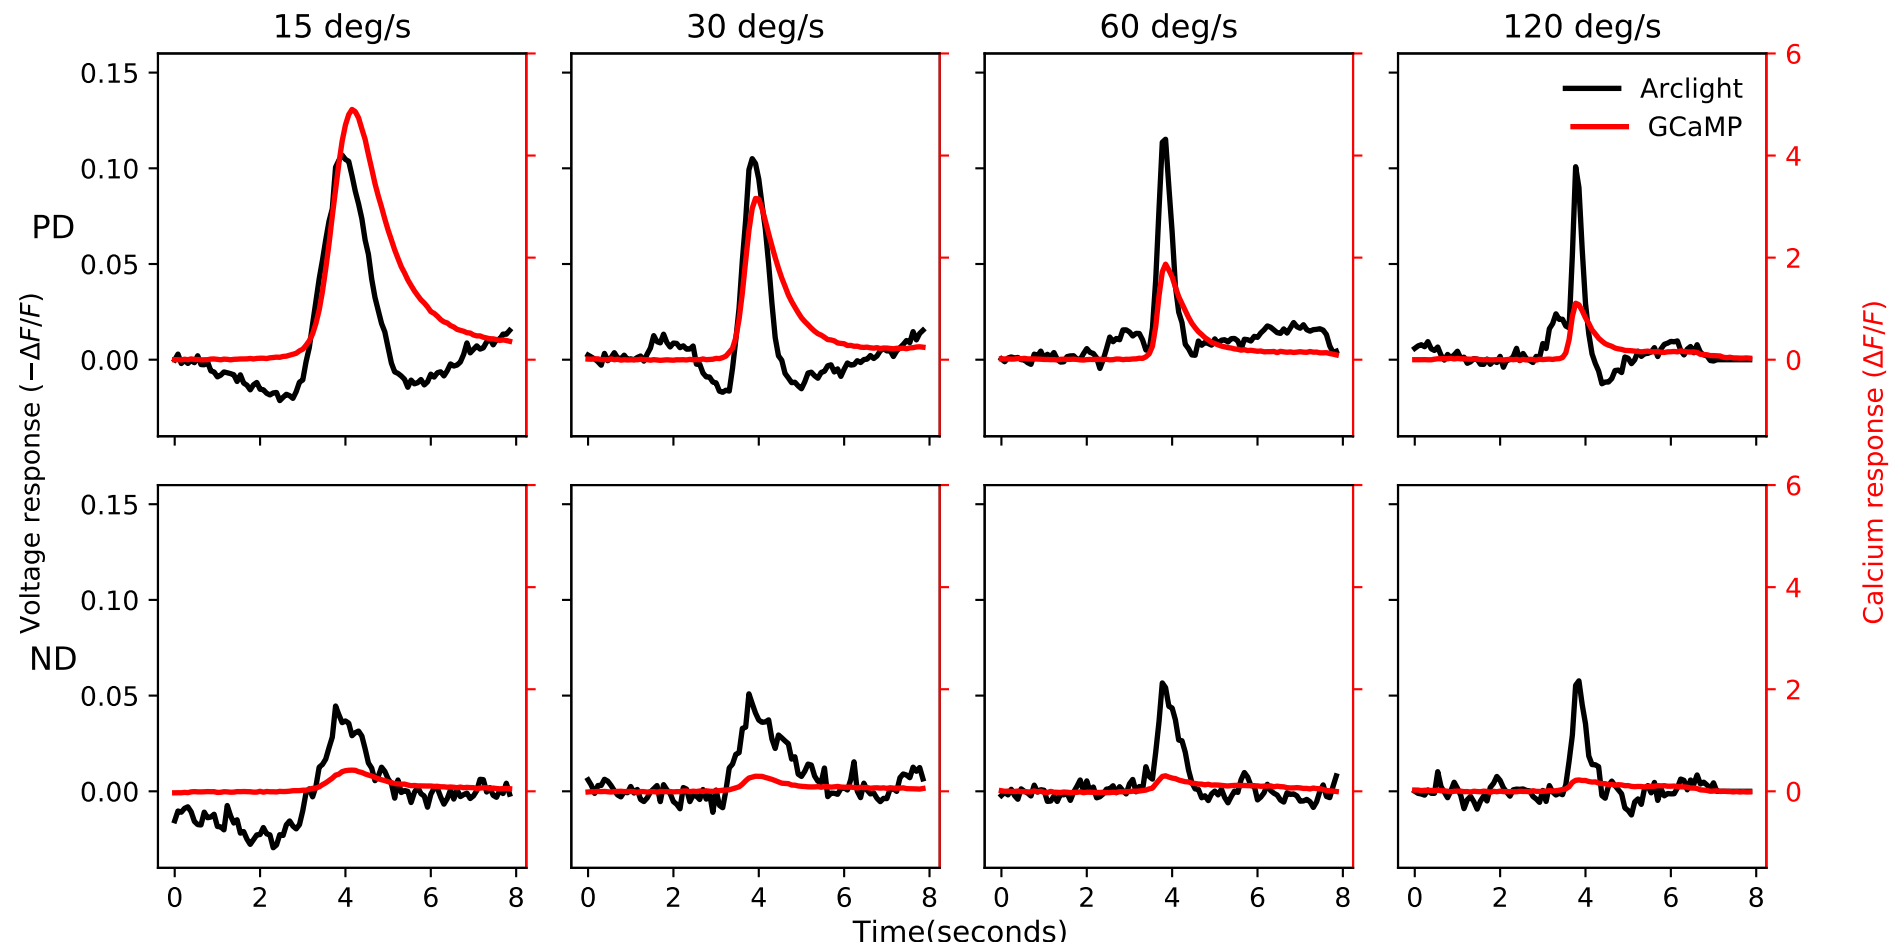 15 deg/s 30 deg/s 60 deg/s 120 deg/s
Arclight
GCaMP
0.15
0.10
0.05
0.00
6
4
2
0
PD
Voltage response (−ΔF/F)
Calcium response (ΔF/F)
ND
0.15
0.10
0.05
0.00
6
4
2
0
0 2 4 6 8 0 2 4 6 8 0 2 4 6 8 0 2 4 6 8
Time(seconds)